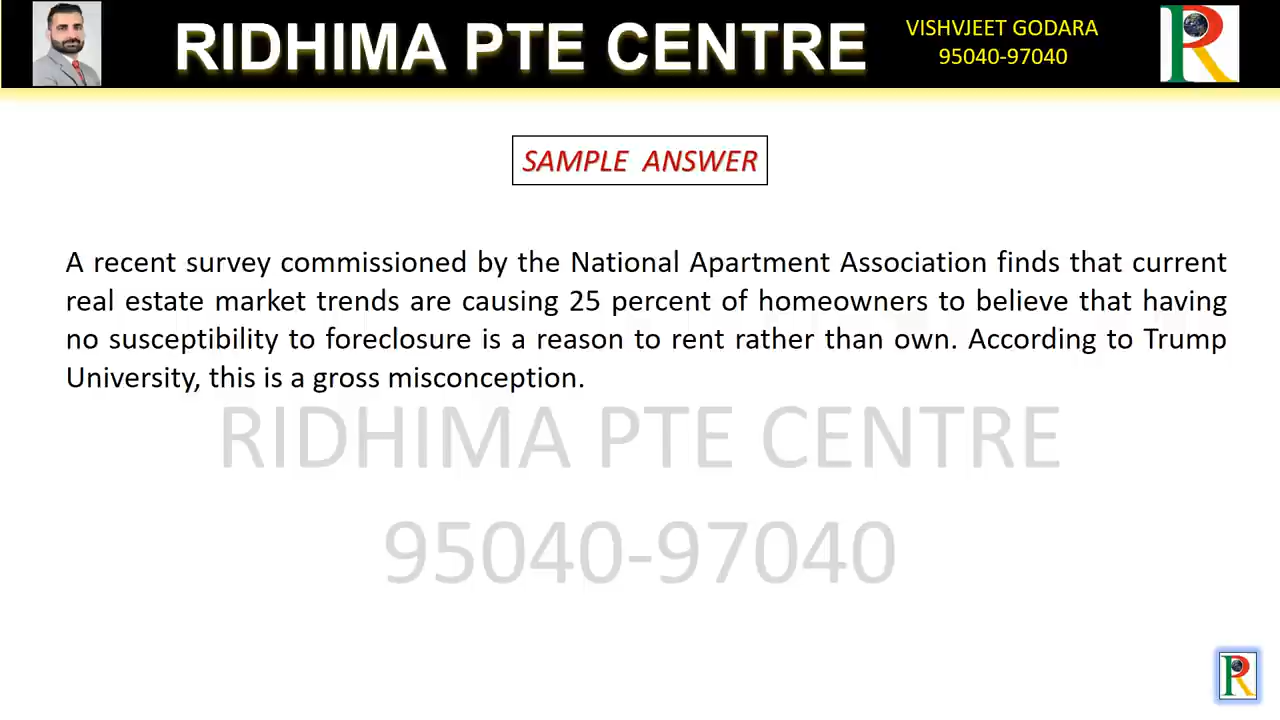 RIDHIMA PTE CENTRE
VISHVJEET GODARA
95040-97040
SAMPLE ANSWER
A recent survey commissioned by the National Apartment Association finds that current
real estate market trends are causing 25 percent of homeowners to believe that having
no susceptibility to foreclosure is a reason to rent rather than own. According to Trump
University, this is a gross misconception.
RIDHIMA PTE CENTRE
95040-97040